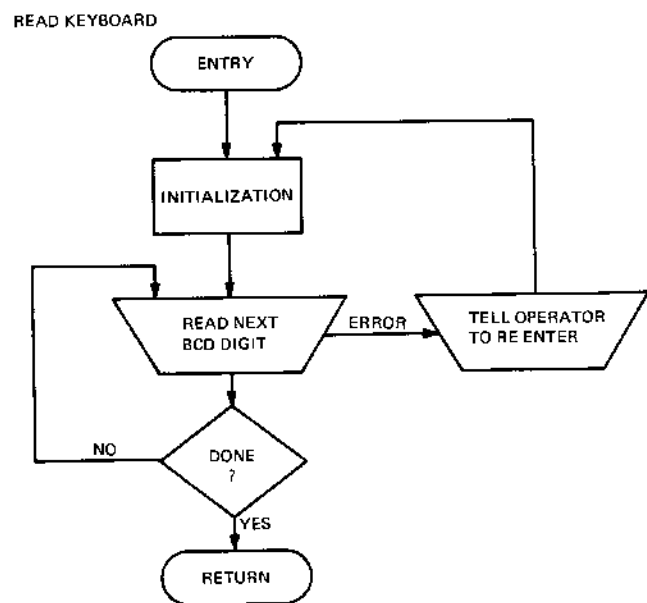 READ KEYBOARD
ENTRY
INITIALIZATION
READ NEXT
BCD DIGIT
ERROR
TELL OPERATOR
TO RE ENTER
NO
DONE
?
YES
RETURN